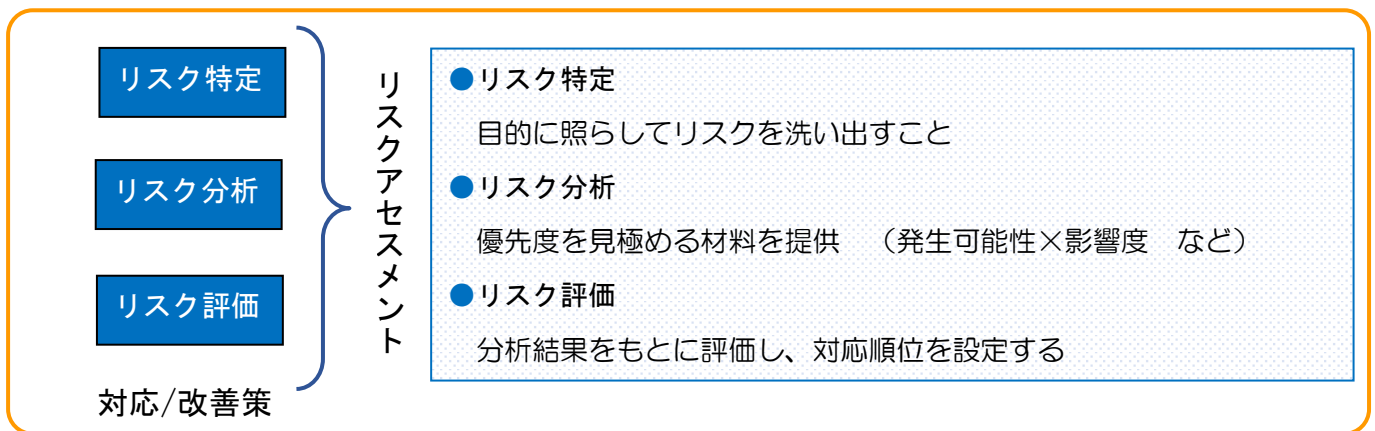 リスク特定
リスク分析
リスク評価
対応/改善策
リスクアセスメント
●リスク特定
目的に照らしてリスクを洗い出すこと
●リスク分析
優先度を見極める材料を提供　（発生可能性×影響度　など）
●リスク評価
分析結果をもとに評価し、対応順位を設定する